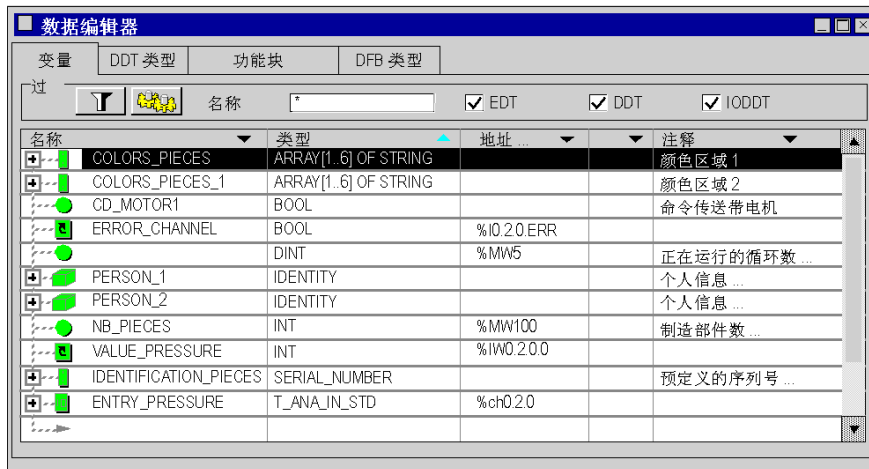 数据编辑器
变量 DDT 类型 功能块 DFB 类型
过
名称 * EDT DDT IODDT
名称 类型 地址 ... 注释
COLORS_PIECES ARRAY[1..6] OF STRING 颜色区域 1
COLORS_PIECES_1 ARRAY[1..6] OF STRING 颜色区域 2
CD_MOTOR1 BOOL 命令传送带电机
ERROR_CHANNEL BOOL %I0.2.0.ERR
DINT %MW5 正在运行的循环数 ...
PERSON_1 IDENTITY 个人信息 ...
PERSON_2 IDENTITY 个人信息 ...
NB_PIECES INT %MW100 制造部件数 ...
VALUE_PRESSURE INT %IW0.2.0.0
IDENTIFICATION_PIECES SERIAL_NUMBER 预定义的序列号 ...
ENTRY_PRESSURE T_ANA_IN_STD %ch0.2.0